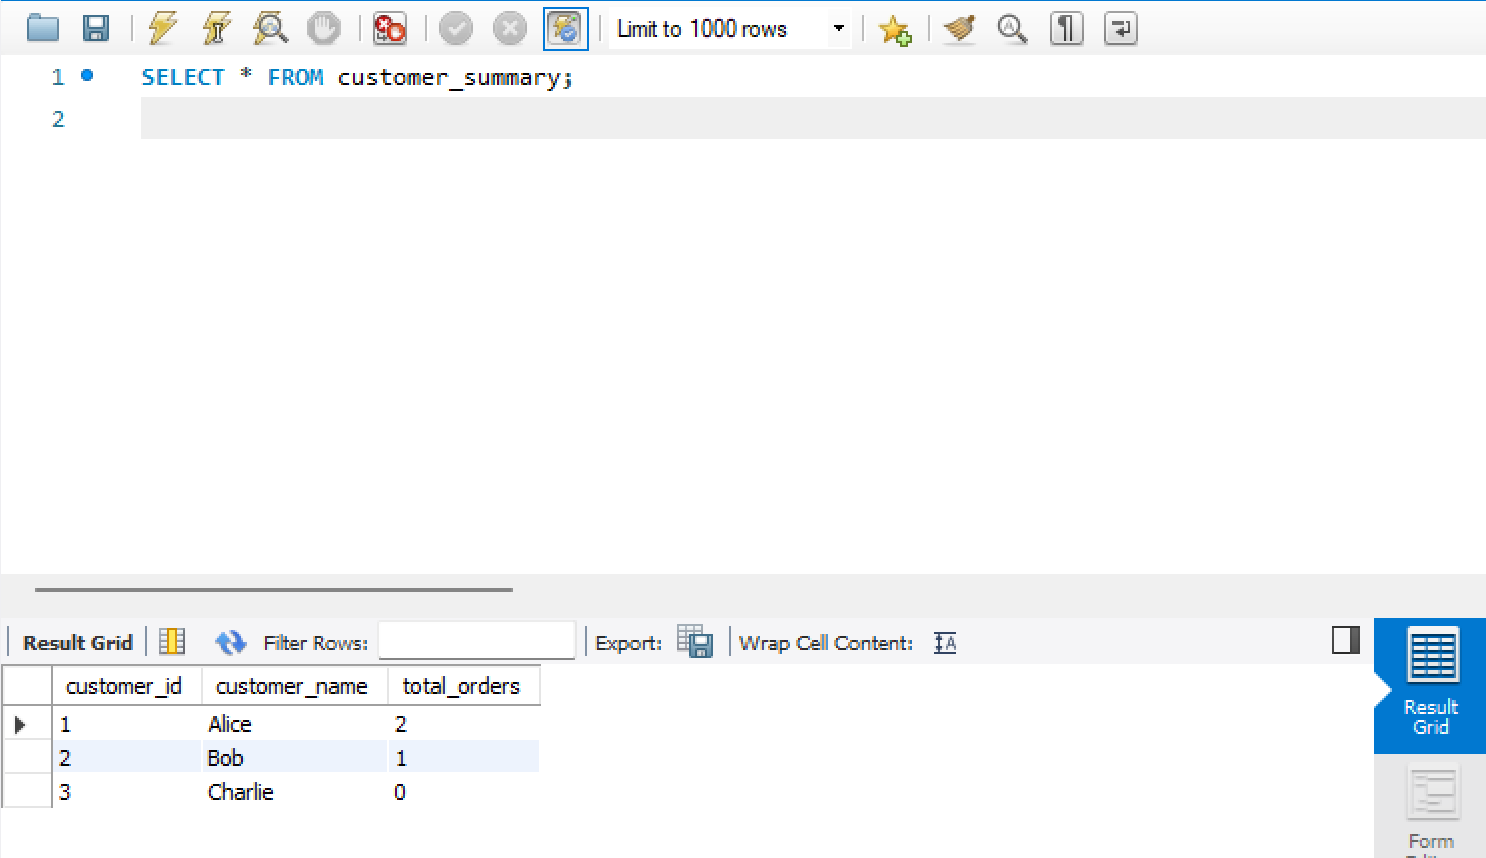 Limit to 1000 rows
1 SELECT * FROM customer_summary;
2
Result Grid Filter Rows: Export: Wrap Cell Content:
customer_id customer_name total_orders
1 Alice 2
2 Bob 1
3 Charlie 0
Result
Grid
Form